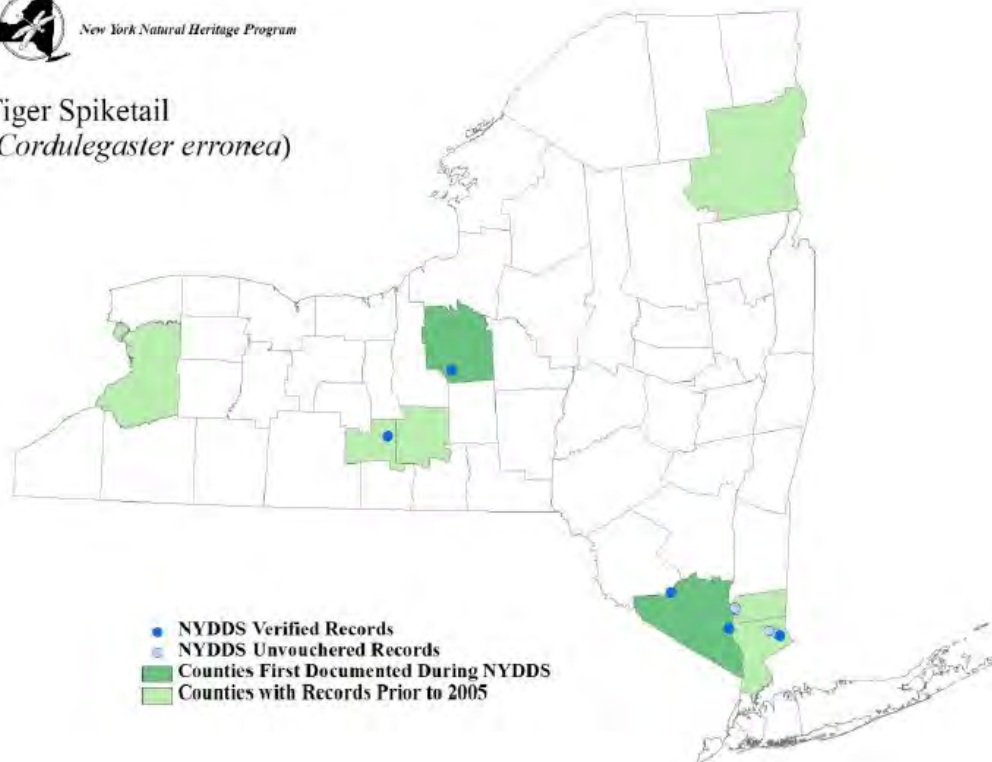 New York Natural Heritage Program
Tiger Spiketail
(Cordulegaster erronea)
NYDDS Verified Records
NYDDS Unvouchered Records
Counties First Documented During NYDDS
Counties with Records Prior to 2005